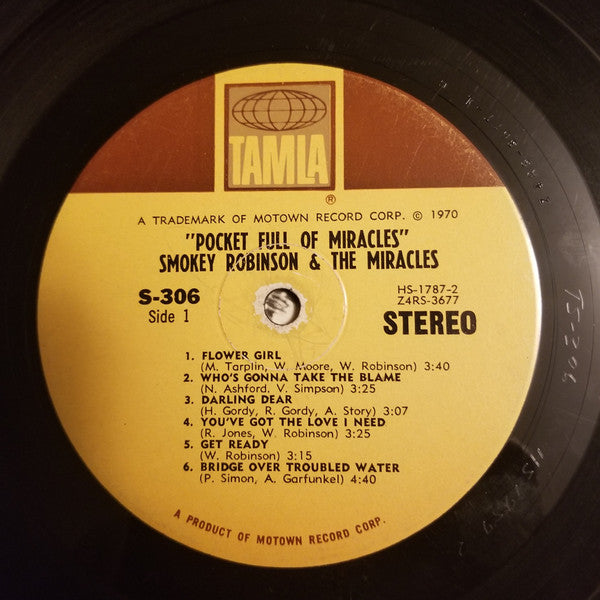 TAMLA
®
A TRADEMARK OF MOTOWN RECORD CORP. © 1970
"POCKET FULL OF MIRACLES"
SMOKEY ROBINSON & THE MIRACLES
S-306
Side 1
HS-1787-2
Z4RS-3677
STEREO
1. FLOWER GIRL
(M. Tarplin, W. Moore, W. Robinson) 3:40
2. WHO'S GONNA TAKE THE BLAME
(N. Ashford, V. Simpson) 3:25
3. DARLING DEAR
(H. Gordy, R. Gordy, A. Story) 3:07
4. YOU'VE GOT THE LOVE I NEED
(R. Jones, W. Robinson) 3:25
5. GET READY
(W. Robinson) 3:15
6. BRIDGE OVER TROUBLED WATER
(P. Simon, A. Garfunkel) 4:40
A PRODUCT OF MOTOWN RECORD CORP.
TS-306